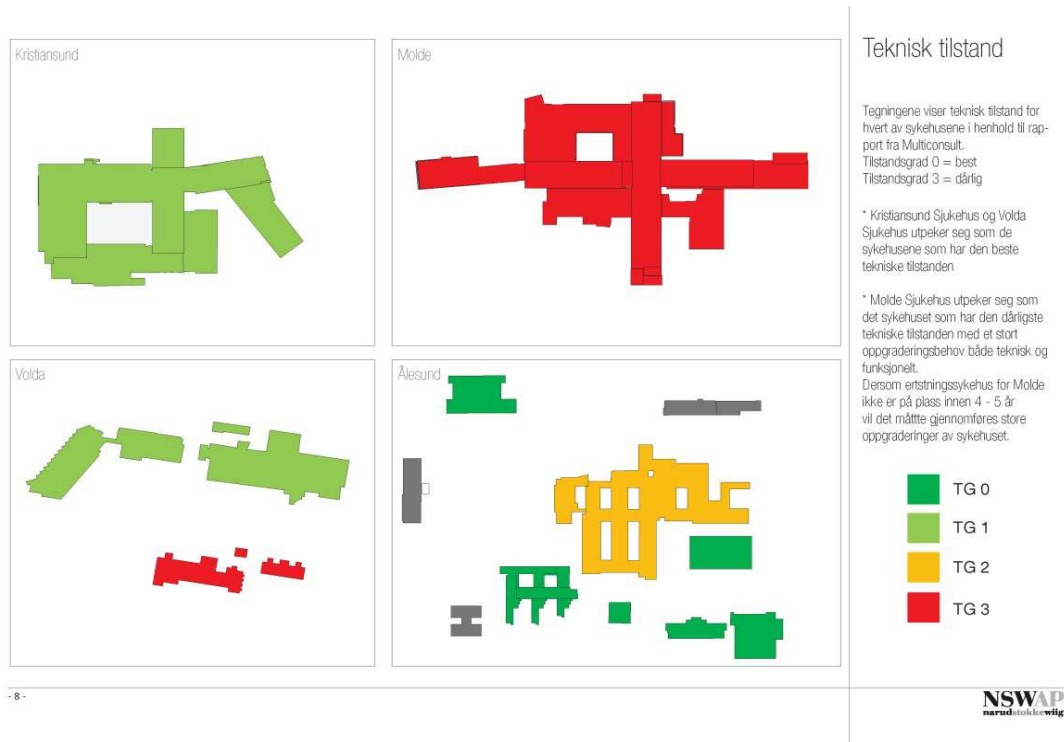 Kristiansund
Molde
Volda
Ålesund
Teknisk tilstand
Tegningene viser teknisk tilstand for
hvert av sykehusene i henhold til rap-
port fra Multiconsult.
Tilstandsgrad 0 = best
Tilstandsgrad 3 = dårlig
* Kristiansund Sjukehus og Volda
Sjukehus utpeker seg som de
sykehusene som har den beste
tekniske tilstanden
* Molde Sjukehus utpeker seg som
det sykehuset som har den dårligste
tekniske tilstanden med et stort
oppgraderingsbehov både teknisk og
funksjonelt.
Dersom ertstningssykehus for Molde
ikke er på plass innen 4 - 5 år
vil det måttte gjennomføres store
oppgraderinger av sykehuset.
TG 0
TG 1
TG 2
TG 3
- 8 -
NSWAP
narudstokkewiig